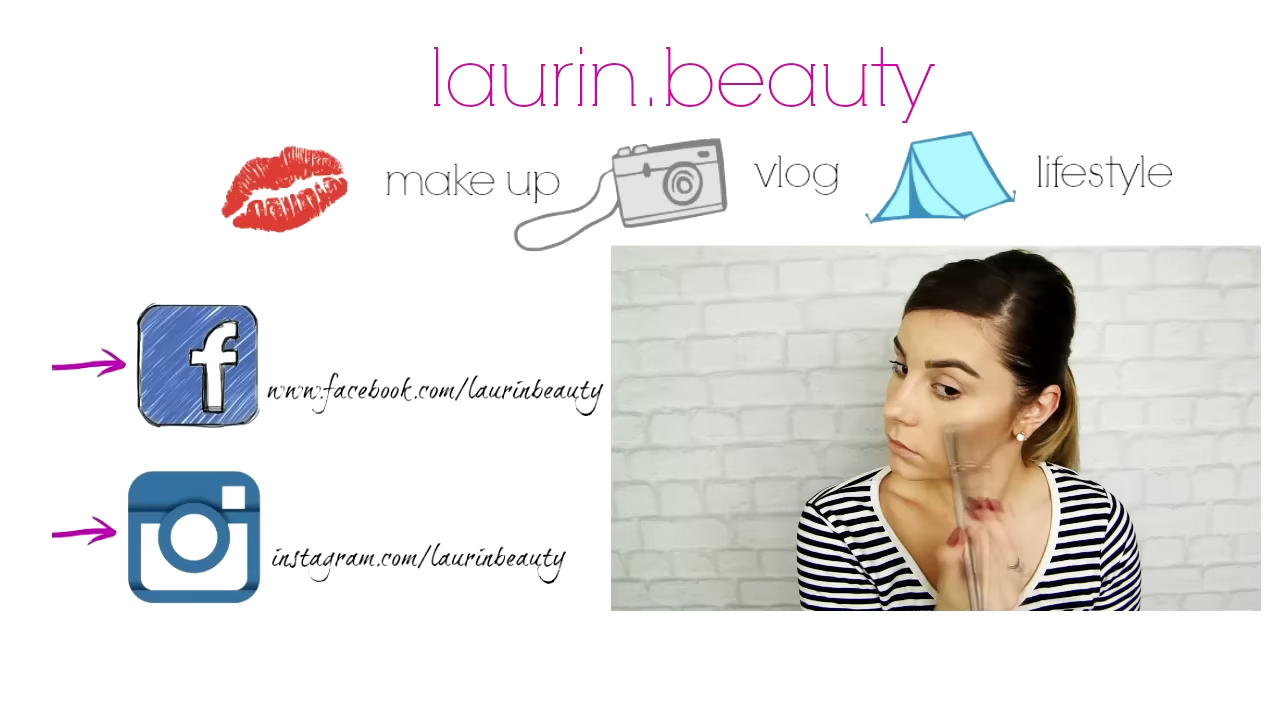 laurin.beauty
make up vlog lifestyle
www.facebook.com/laurinbeauty
instagram.com/laurinbeauty